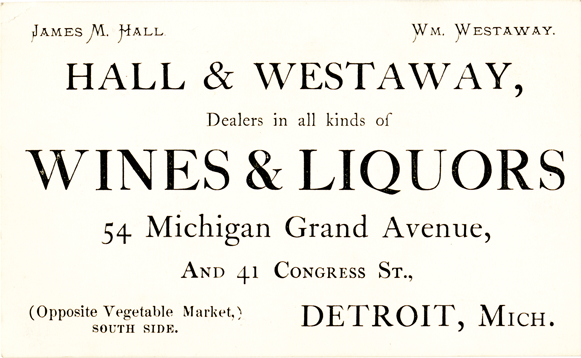 JAMES M. HALL
WM. WESTAWAY.
HALL & WESTAWAY,
Dealers in all kinds of
WINES & LIQUORS
54 Michigan Grand Avenue,
AND 41 CONGRESS ST.,
(Opposite Vegetable Market,)
SOUTH SIDE.
DETROIT, MICH.